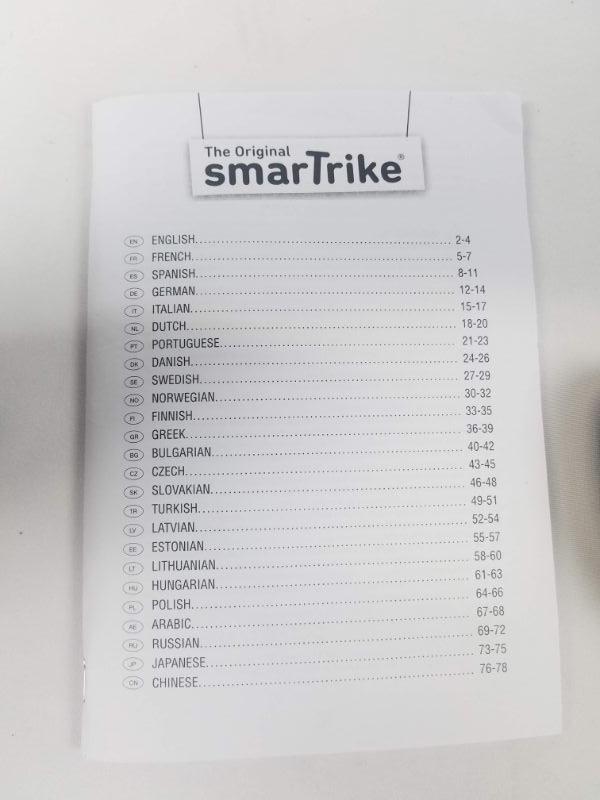 The Original
smarTrike®
EN ENGLISH 2-4
FR FRENCH 5-7
ES SPANISH 8-11
DE GERMAN 12-14
IT ITALIAN 15-17
NL DUTCH 18-20
PT PORTUGUESE 21-23
DK DANISH 24-26
SE SWEDISH 27-29
NO NORWEGIAN 30-32
FI FINNISH 33-35
GR GREEK 36-39
BG BULGARIAN 40-42
CZ CZECH 43-45
SK SLOVAKIAN 46-48
TR TURKISH 49-51
LV LATVIAN 52-54
EE ESTONIAN 55-57
LT LITHUANIAN 58-60
HU HUNGARIAN 61-63
PL POLISH 64-66
AE ARABIC 67-68
RU RUSSIAN 69-72
JP JAPANESE 73-75
CN CHINESE 76-78